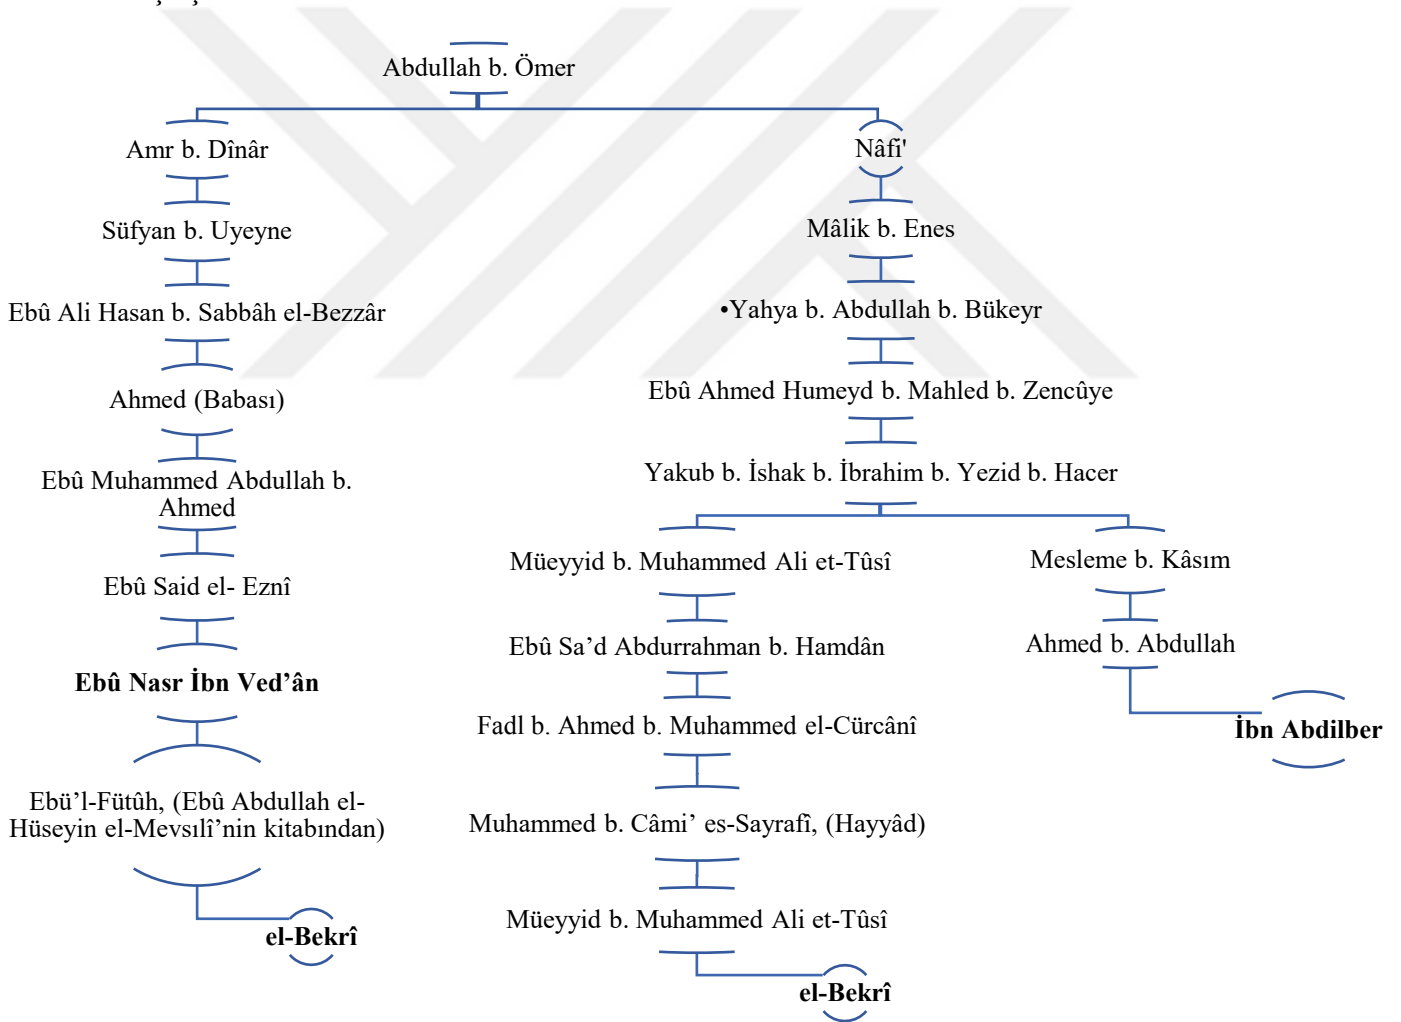 Abdullah b. Ömer
Amr b. Dînâr
Süfyan b. Uyeyne
Ebû Ali Hasan b. Sabbâh el-Bezzâr
Ahmed (Babası)
Ebû Muhammed Abdullah b.
Ahmed
Ebû Said el- Eznî
Ebû Nasr İbn Ved’ân
Ebü’l-Fütûh, (Ebû Abdullah el-
Hüseyin el-Mevsılî’nin kitabından)
el-Bekrî
Nâfi'
Mâlik b. Enes
•Yahya b. Abdullah b. Bükeyr
Ebû Ahmed Humeyd b. Mahled b. Zencûye
Yakub b. İshak b. İbrahim b. Yezid b. Hacer
Müeyyid b. Muhammed Ali et-Tûsî
Ebû Sa’d Abdurrahman b. Hamdân
Fadl b. Ahmed b. Muhammed el-Cürcânî
Muhammed b. Câmi’ es-Sayrafî, (Hayyâd)
Müeyyid b. Muhammed Ali et-Tûsî
el-Bekrî
Mesleme b. Kâsım
Ahmed b. Abdullah
İbn Abdilber